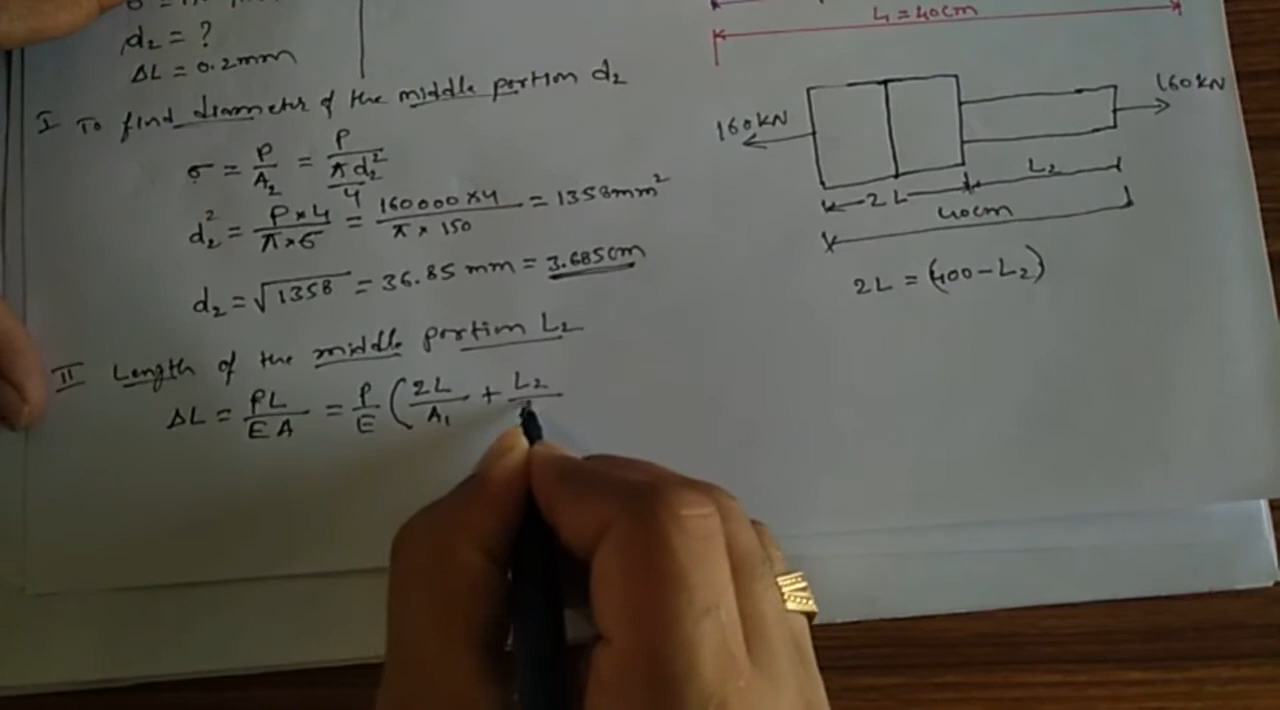 d₂ = ?
ΔL = 0.2mm
I To find diameter of the middle portion d₂
σ = P/A₂ = P/(π d₂²/4)
d₂² = P×4/π×σ = 160000×4/π×150 = 1358mm²
d₂ = √1358 = 36.85 mm = 3.685cm
II Length of the middle portion L₂
ΔL = PL/EA = P/E (2L/A₁ + L₂/
L = 40cm
160kN
160kN
2L
L₂
40cm
2L = (400-L₂)